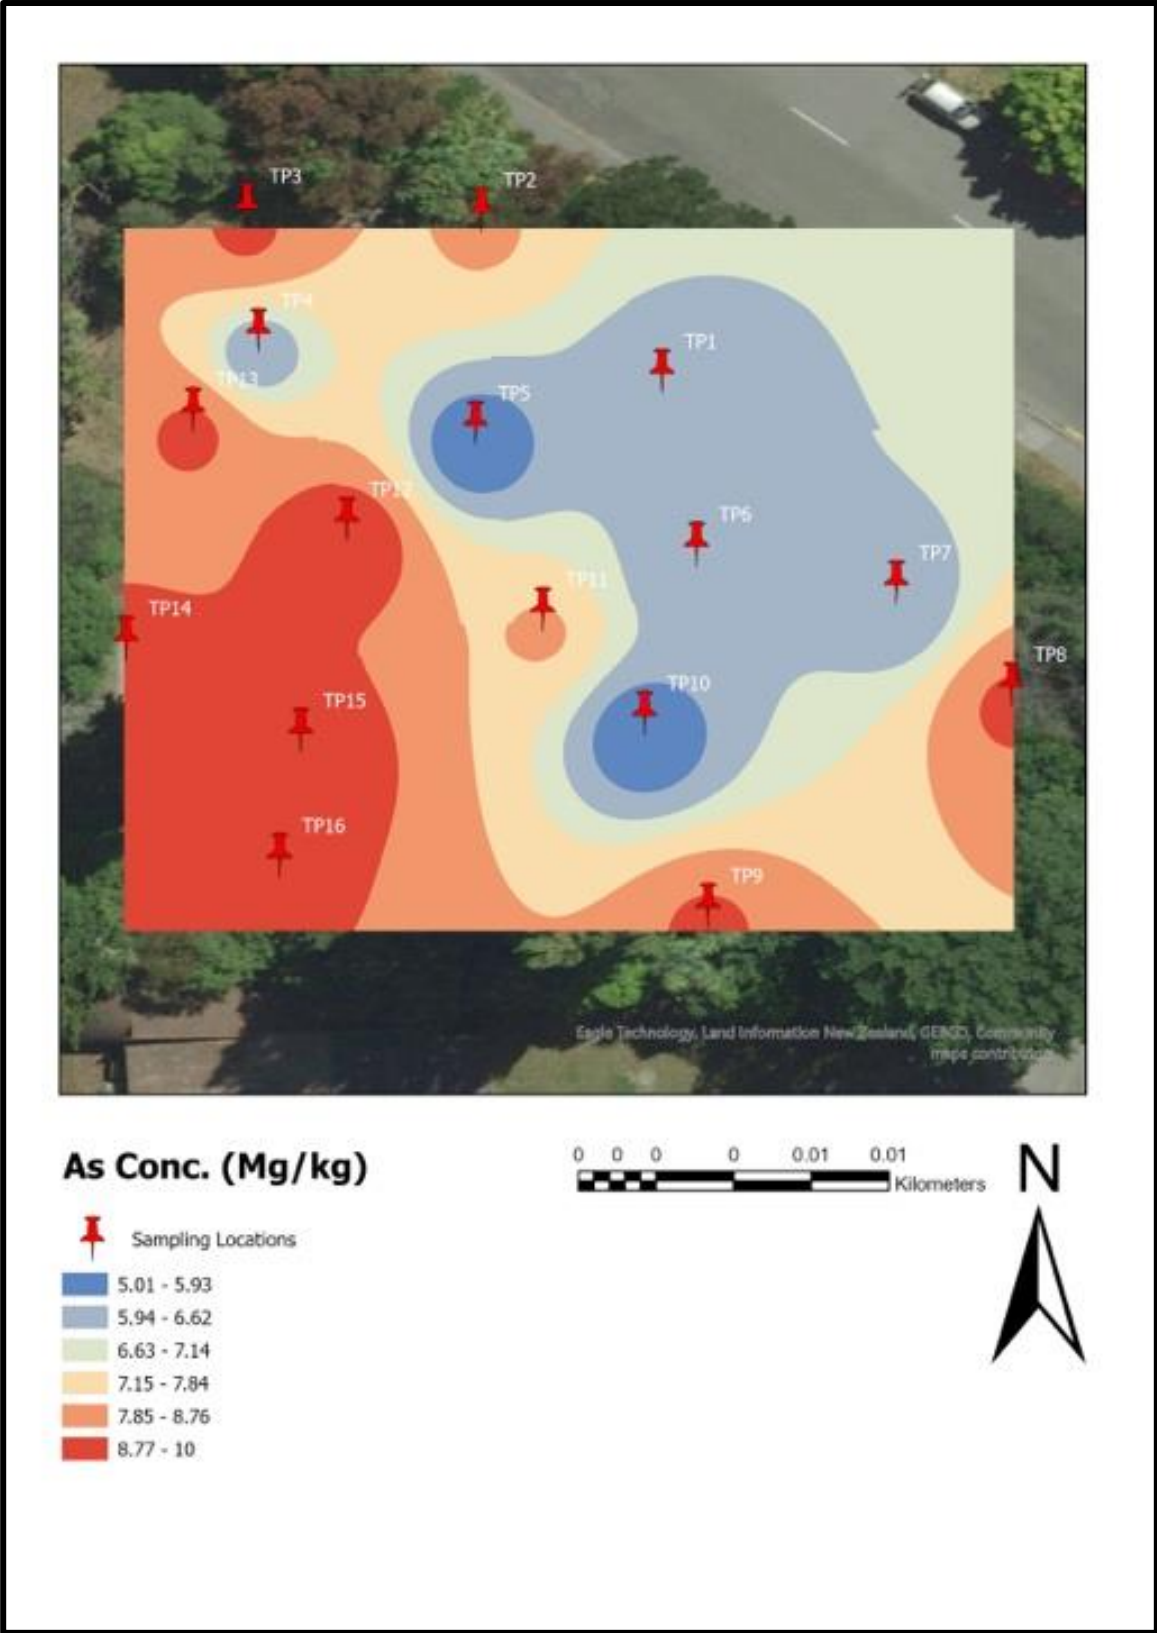 TP3
TP2
TP4
TP1
TP13
TP5
TP12
TP6
TP7
TP11
TP14
TP8
TP10
TP15
TP16
TP9
Eagle Technology, Land Information New Zealand, GEBCO, Community
maps contributors
As Conc. (Mg/kg)
0 0 0 0 0.01 0.01
Kilometers
N
Sampling Locations
5.01 - 5.93
5.94 - 6.62
6.63 - 7.14
7.15 - 7.84
7.85 - 8.76
8.77 - 10